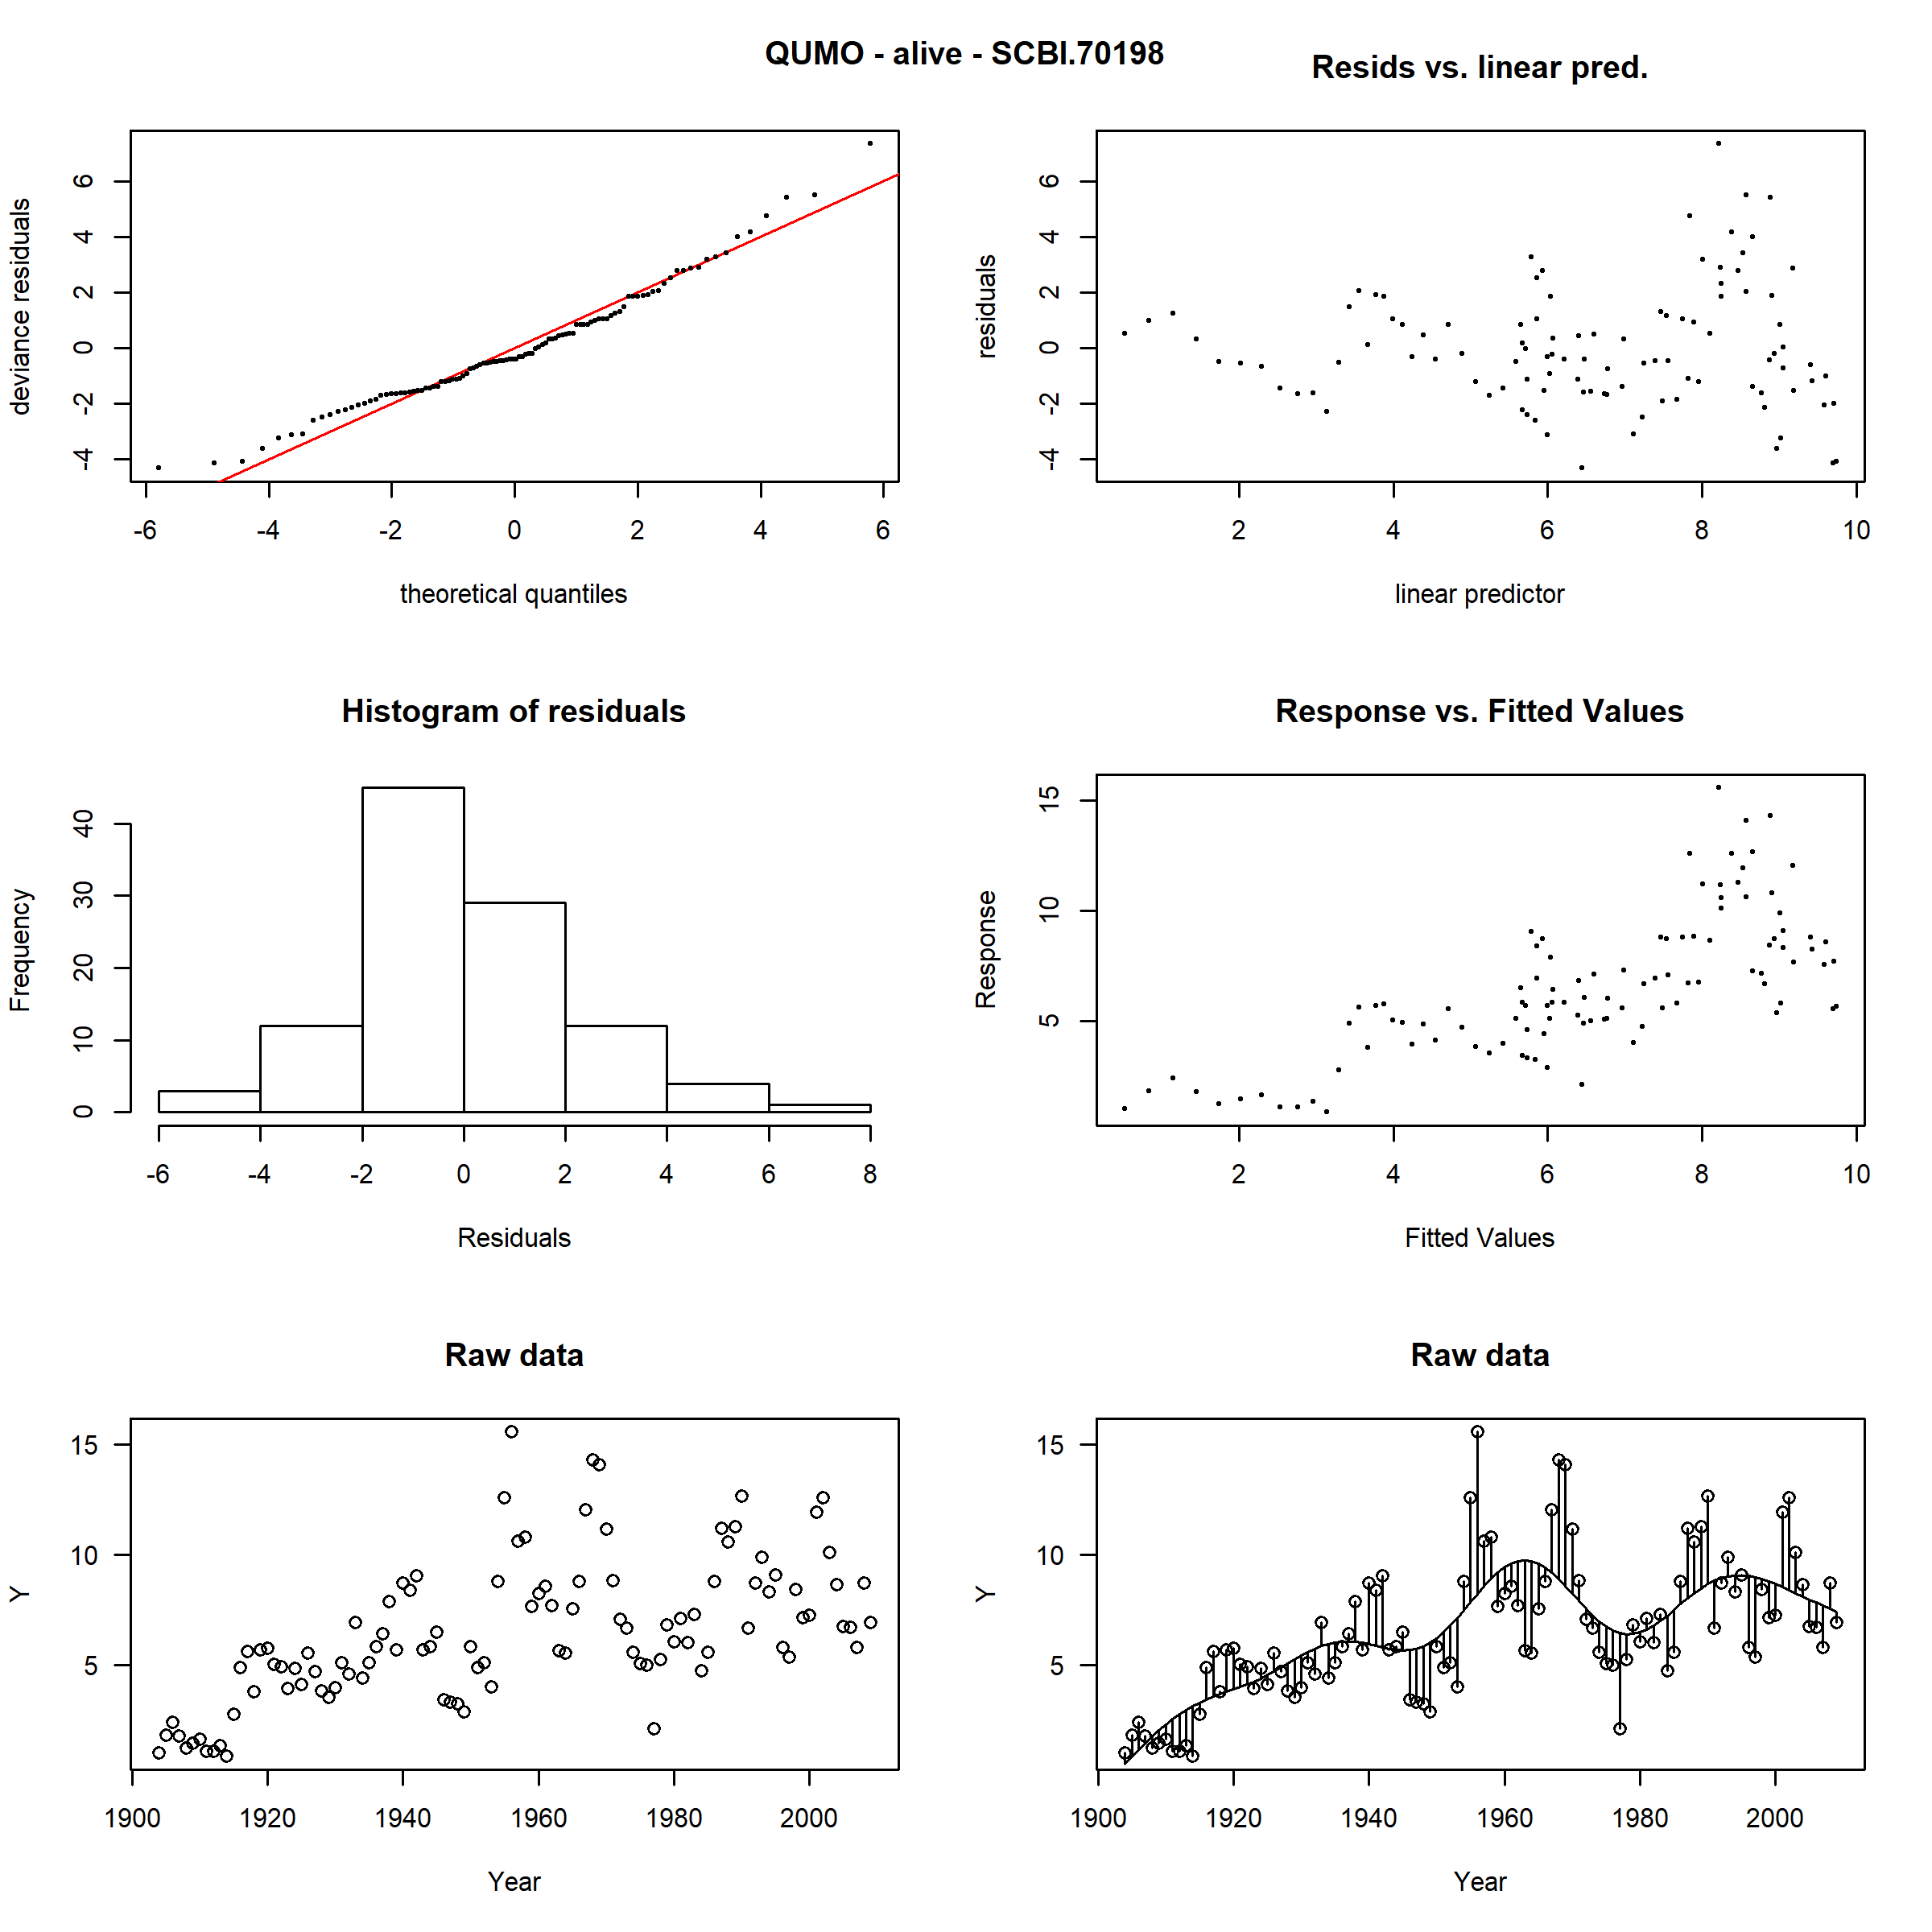 QUMO - alive - SCBI.70198
deviance residuals
6
4
2
0
-2
-4
-6 -4 -2 0 2 4 6
theoretical quantiles
Resids vs. linear pred.
residuals
6
4
2
0
-2
-4
2 4 6 8 10
linear predictor
Histogram of residuals
Frequency
40
30
20
10
0
-6 -4 -2 0 2 4 6 8
Residuals
Response vs. Fitted Values
Response
15
10
5
2 4 6 8 10
Fitted Values
Raw data
Y
15
10
5
1900 1920 1940 1960 1980 2000
Year
Raw data
Y
15
10
5
1900 1920 1940 1960 1980 2000
Year